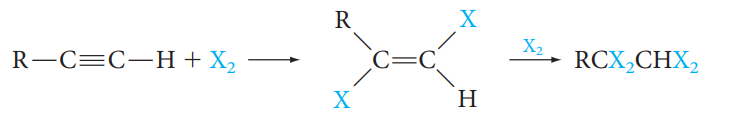 R—C≡C—H + X₂ ⟶ R X C=C X H X₂ ⟶ RCX₂CHX₂